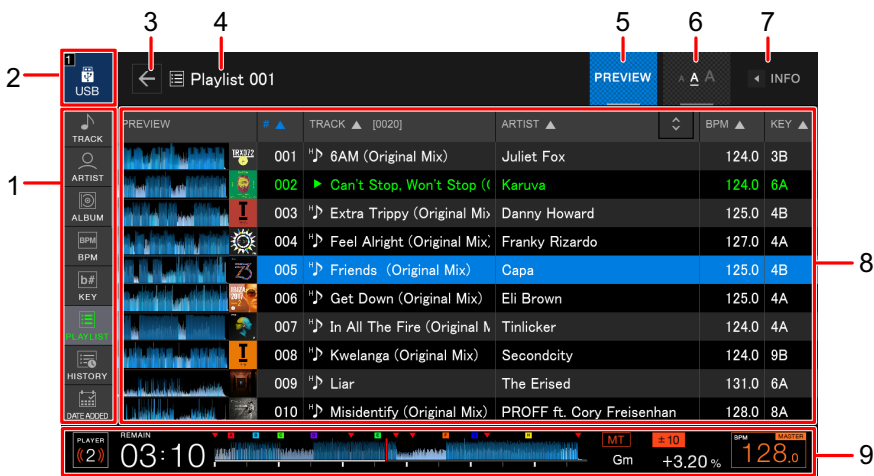 3 4 5 6 7
1
USB
2
Playlist 001
PREVIEW
A A A
INFO
TRACK
ARTIST
ALBUM
BPM
BPM
b#
KEY
PLAYLIST
HISTORY
DATE ADDED
1
PREVIEW # ▲ TRACK ▲ [0020] ARTIST ▲ BPM ▲ KEY ▲
001 6AM (Original Mix) Juliet Fox 124.0 3B
002 Can't Stop, Won't Stop (( Karuva 124.0 6A
003 Extra Trippy (Original Mix Danny Howard 125.0 4B
004 Feel Alright (Original Mix) Franky Rizardo 127.0 4A
005 Friends (Original Mix) Capa 125.0 4B
006 Get Down (Original Mix) Eli Brown 125.0 4A
007 In All The Fire (Original M Tinlicker 124.0 4A
008 Kwelanga (Original Mix) Secondcity 124.0 9B
009 Liar The Erised 131.0 6A
010 Misidentify (Original Mix) PROFF ft. Cory Freisenhan 128.0 8A
8
PLAYER
2
REMAIN
03:10
MT
Gm
±10
+3.20 %
BPM MASTER
128.0
9